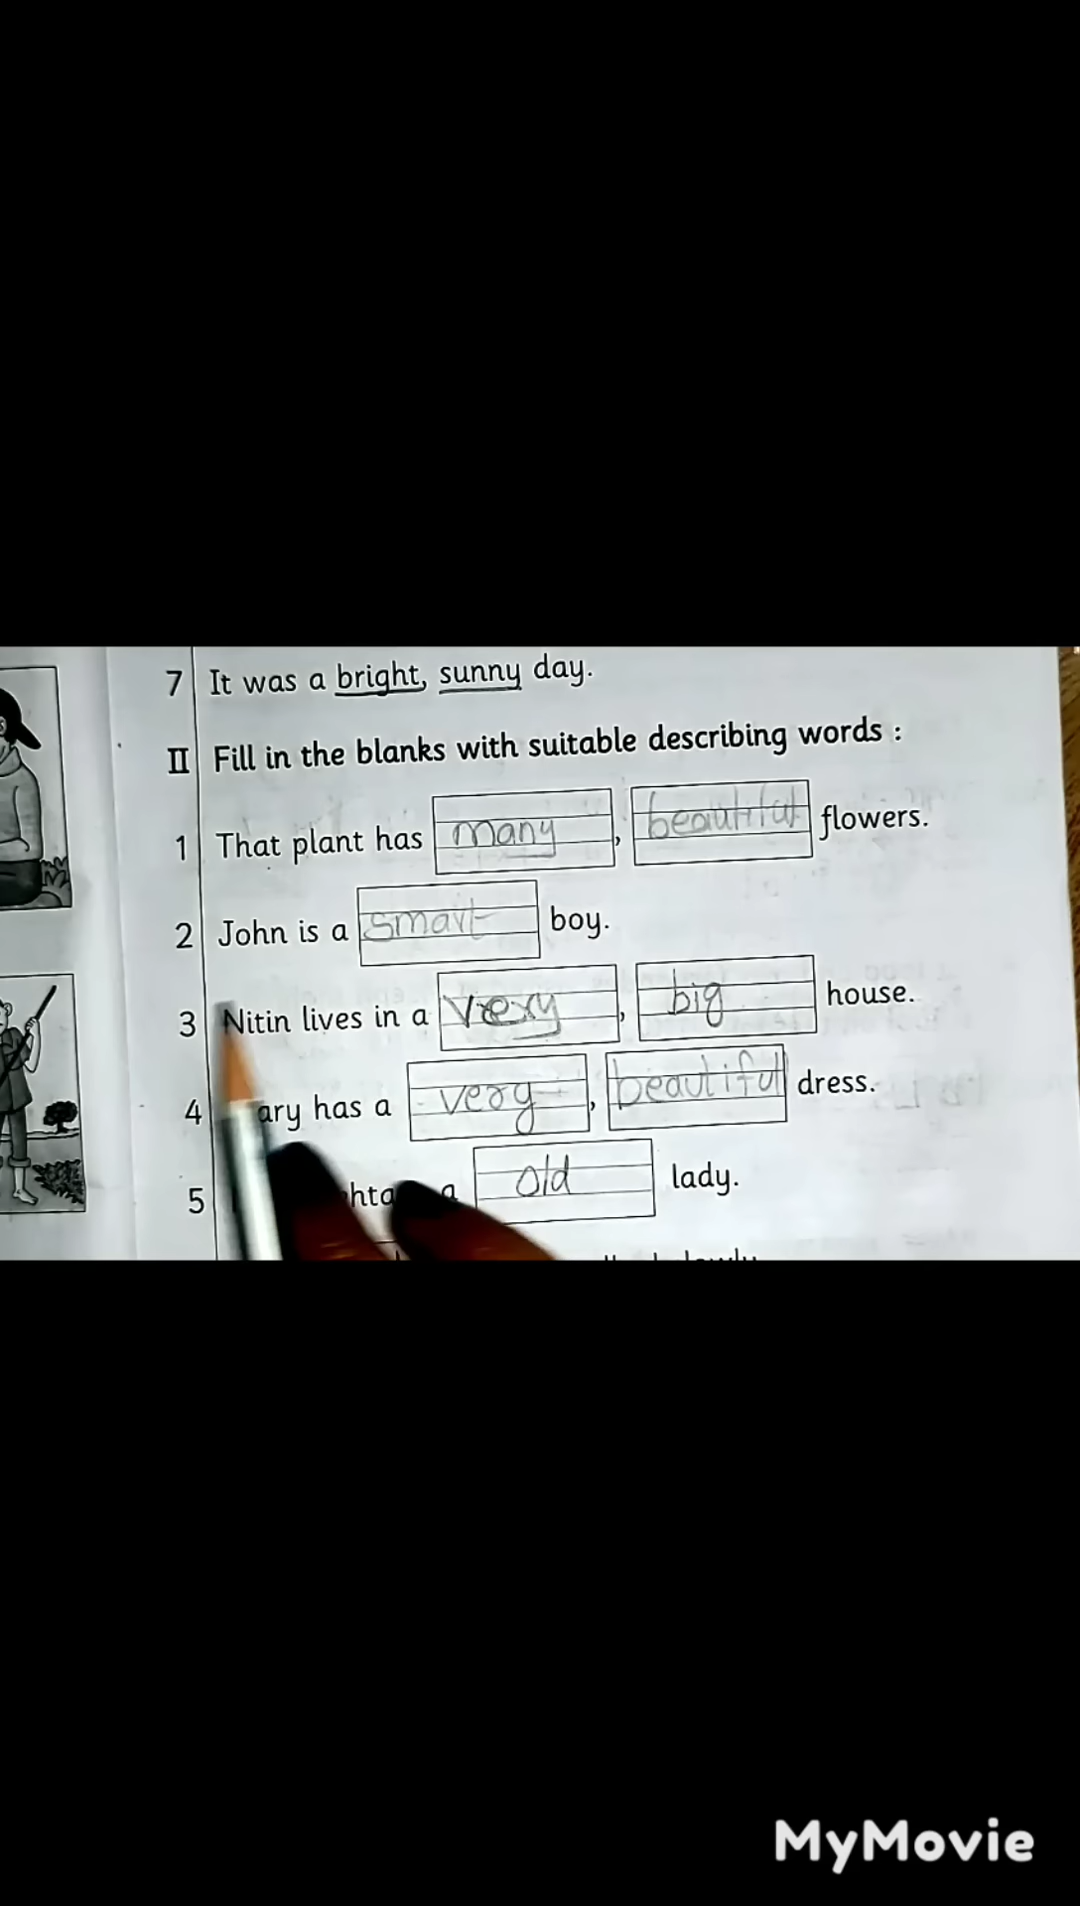 7 It was a bright, sunny day.
II Fill in the blanks with suitable describing words :
1 That plant has many, beautiful flowers.
2 John is a smart boy.
3 Nitin lives in a very, big house.
4 ary has a very, beautiful dress.
5 a old lady.
MyMovie